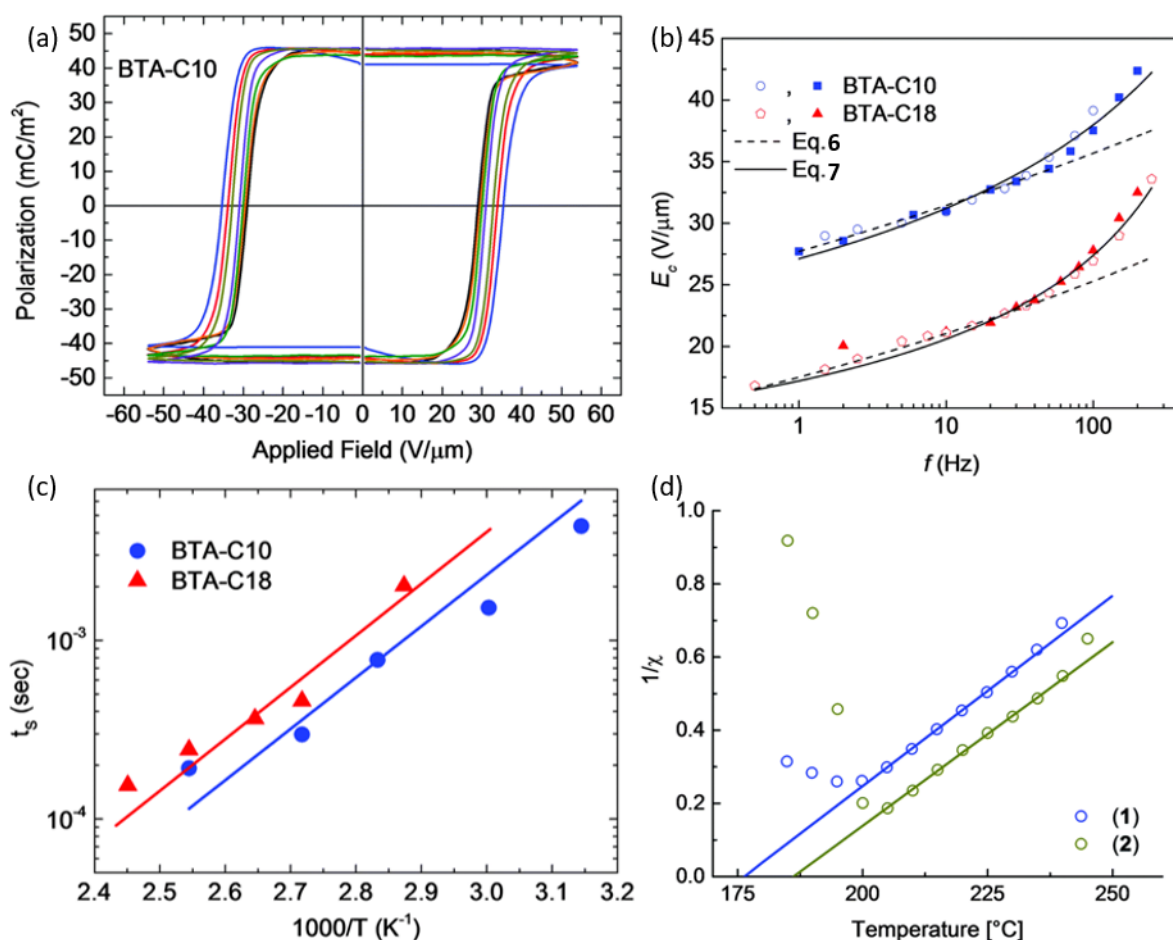 (a)
BTA-C10
Polarization (mC/m²)
50
40
30
20
10
0
-10
-20
-30
-40
-50
-60 -50 -40 -30 -20 -10 0 10 20 30 40 50 60
Applied Field (V/μm)
(b)
, BTA-C10
, BTA-C18
Eq.6
Eq.7
E_c (V/μm)
45
40
35
30
25
20
15
1 10 100
f (Hz)
(c)
BTA-C10
BTA-C18
t_s (sec)
10⁻³
10⁻⁴
2.4 2.5 2.6 2.7 2.8 2.9 3.0 3.1 3.2
1000/T (K⁻¹)
(d)
1/χ
1.0
0.8
0.6
0.4
0.2
0.0
175 200 225 250
Temperature [°C]
(1)
(2)